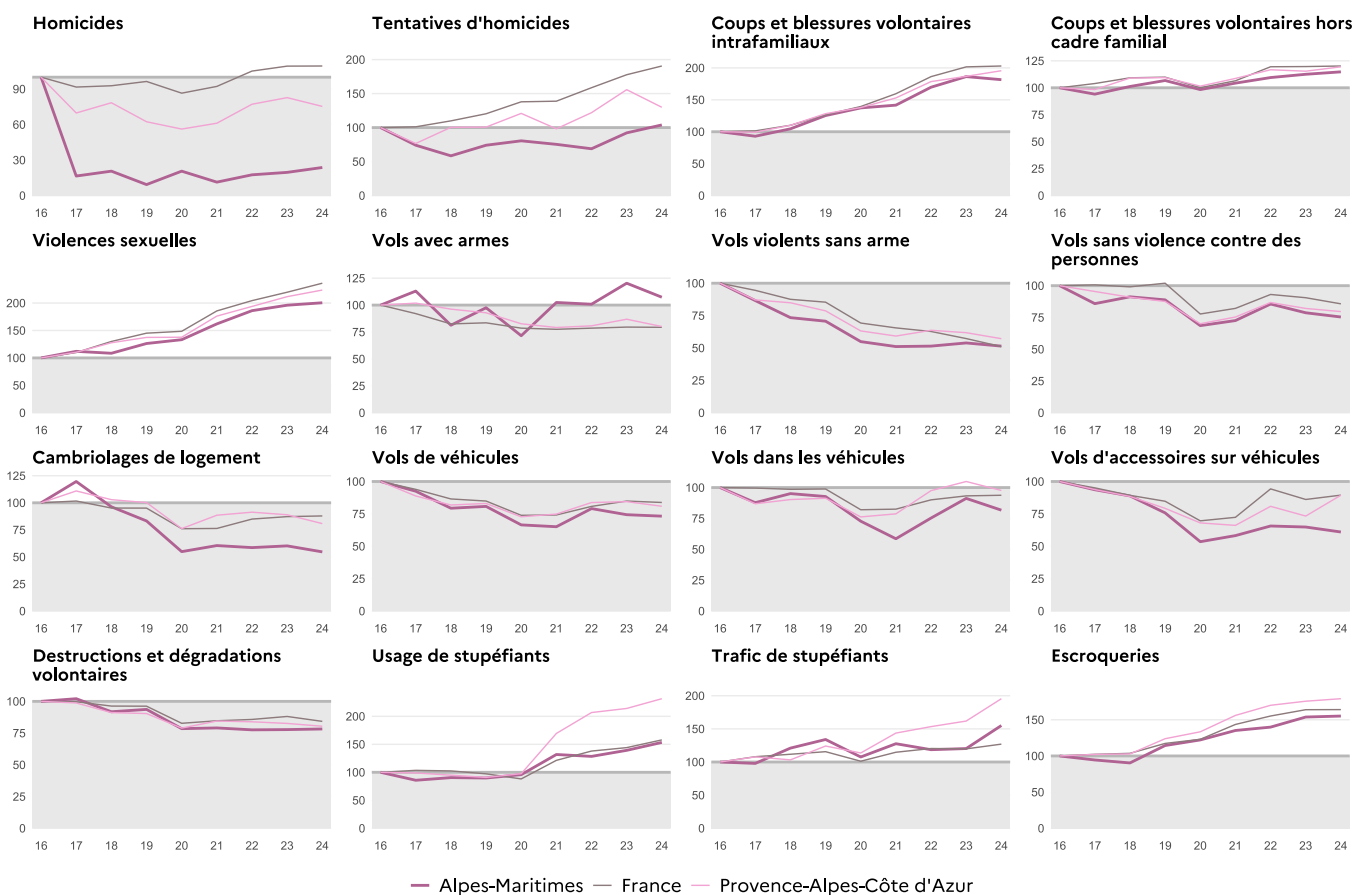 Homicides
90
60
30
0
16 17 18 19 20 21 22 23 24
Tentatives d'homicides
200
150
100
50
0
16 17 18 19 20 21 22 23 24
Coups et blessures volontaires
intrafamiliaux
200
150
100
50
0
16 17 18 19 20 21 22 23 24
Coups et blessures volontaires hors
cadre familial
125
100
75
50
25
0
16 17 18 19 20 21 22 23 24
Violences sexuelles
200
150
100
50
0
16 17 18 19 20 21 22 23 24
Vols avec armes
125
100
75
50
25
0
16 17 18 19 20 21 22 23 24
Vols violents sans arme
100
75
50
25
0
16 17 18 19 20 21 22 23 24
Vols sans violence contre des
personnes
100
75
50
25
0
16 17 18 19 20 21 22 23 24
Cambriolages de logement
125
100
75
50
25
0
16 17 18 19 20 21 22 23 24
Vols de véhicules
100
75
50
25
0
16 17 18 19 20 21 22 23 24
Vols dans les véhicules
100
75
50
25
0
16 17 18 19 20 21 22 23 24
Vols d'accessoires sur véhicules
100
75
50
25
0
16 17 18 19 20 21 22 23 24
Destructions et dégradations
volontaires
100
75
50
25
0
16 17 18 19 20 21 22 23 24
Usage de stupéfiants
200
150
100
50
0
16 17 18 19 20 21 22 23 24
Trafic de stupéfiants
200
150
100
50
0
16 17 18 19 20 21 22 23 24
Escroqueries
150
100
50
0
16 17 18 19 20 21 22 23 24
Alpes-Maritimes France Provence-Alpes-Côte d'Azur